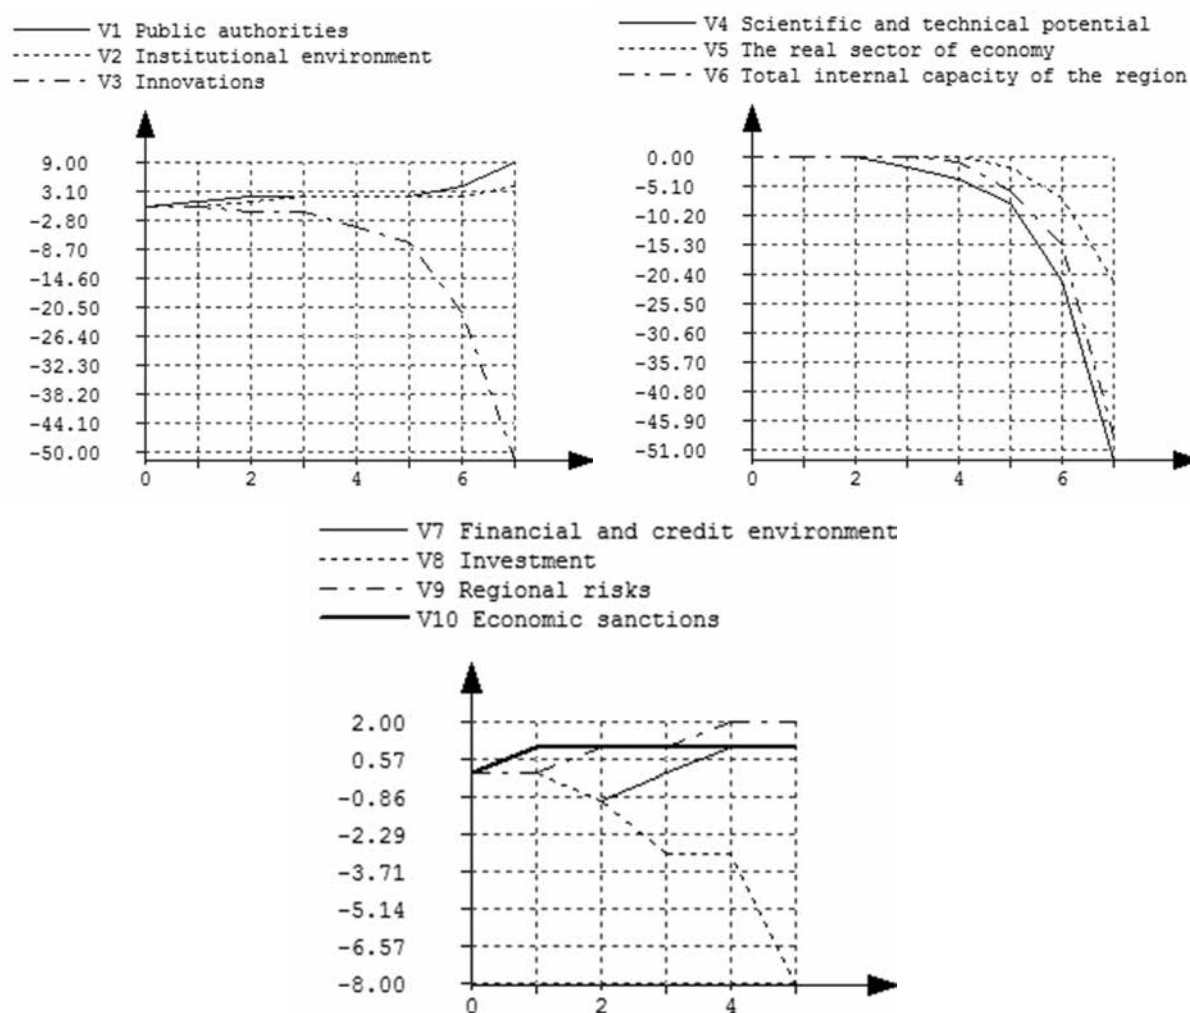 V1 Public authorities
V2 Institutional environment
V3 Innovations
9.00
3.10
-2.80
-8.70
-14.60
-20.50
-26.40
-32.30
-38.20
-44.10
-50.00
0 2 4 6
V4 Scientific and technical potential
V5 The real sector of economy
V6 Total internal capacity of the region
0.00
-5.10
-10.20
-15.30
-20.40
-25.50
-30.60
-35.70
-40.80
-45.90
-51.00
0 2 4 6
V7 Financial and credit environment
V8 Investment
V9 Regional risks
V10 Economic sanctions
2.00
0.57
-0.86
-2.29
-3.71
-5.14
-6.57
-8.00
0 2 4